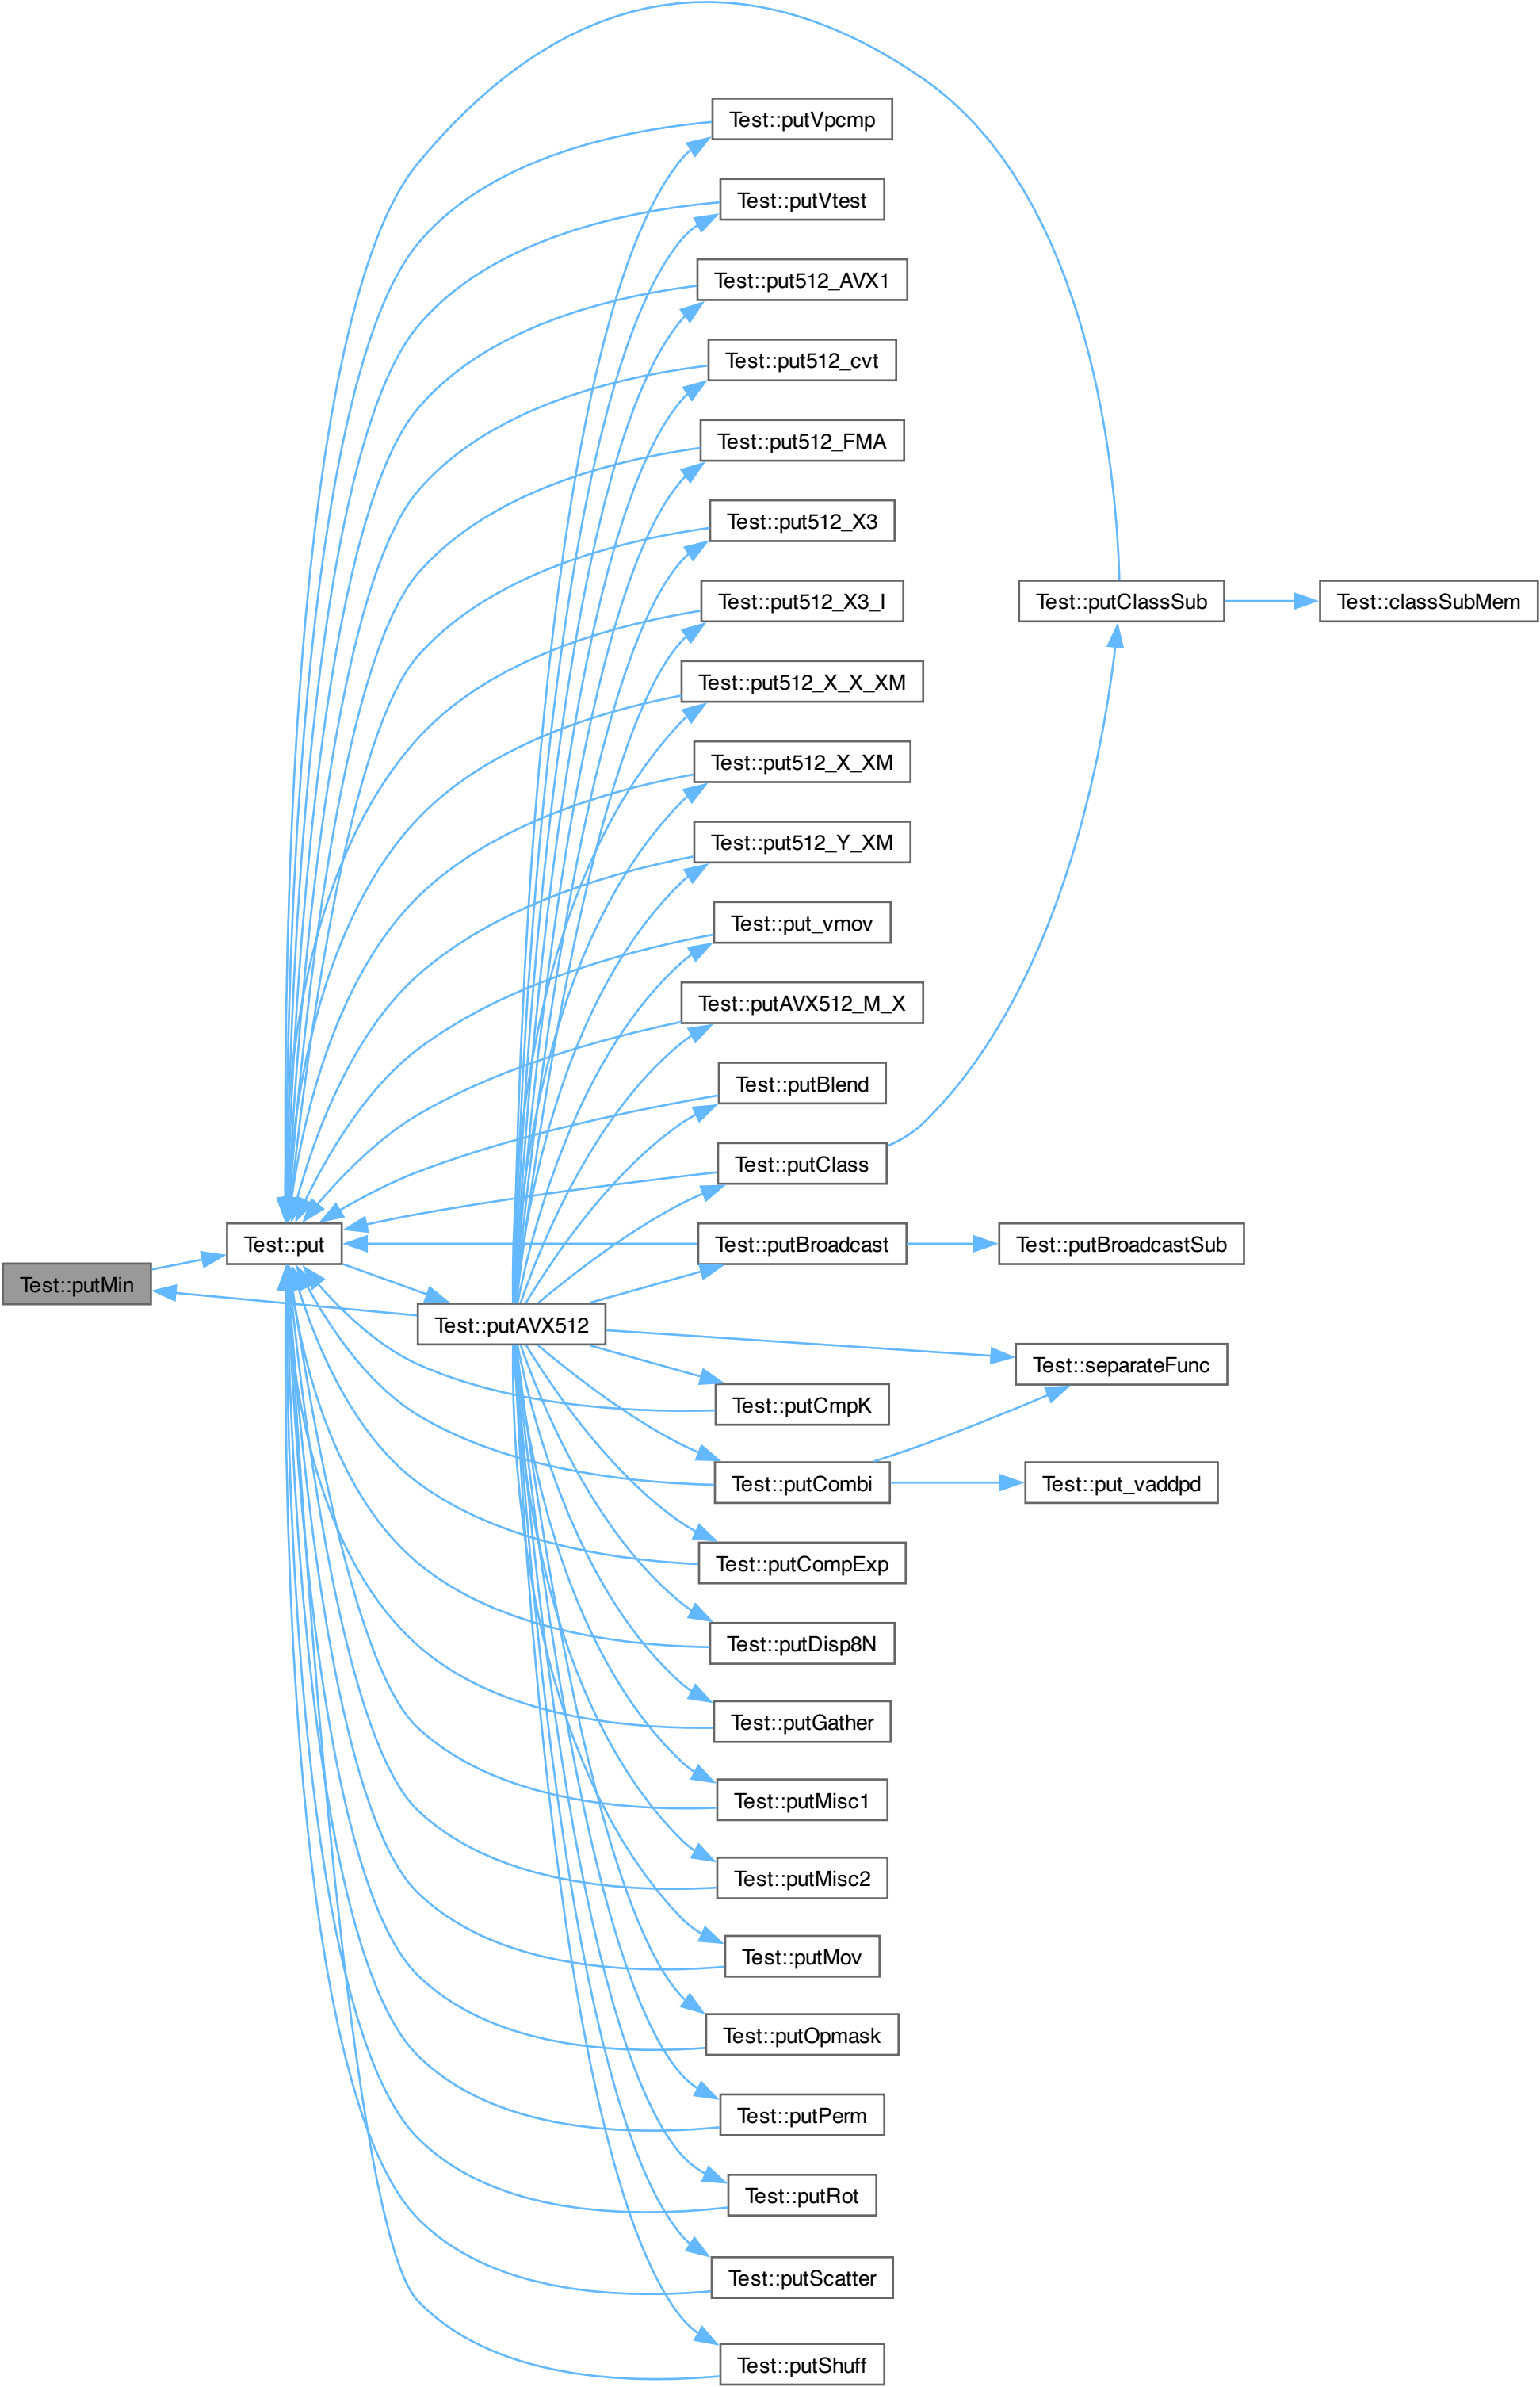 Test::putVpcmp
Test::putVtest
Test::put512_AVX1
Test::put512_cvt
Test::put512_FMA
Test::put512_X3
Test::put512_X3_I
Test::putClassSub
Test::classSubMem
Test::put512_X_X_XM
Test::put512_X_XM
Test::put512_Y_XM
Test::put_vmov
Test::putAVX512_M_X
Test::putBlend
Test::putClass
Test::put
Test::putBroadcast
Test::putBroadcastSub
Test::putMin
Test::putAVX512
Test::separateFunc
Test::putCmpK
Test::putCombi
Test::put_vaddpd
Test::putCompExp
Test::putDisp8N
Test::putGather
Test::putMisc1
Test::putMisc2
Test::putMov
Test::putOpmask
Test::putPerm
Test::putRot
Test::putScatter
Test::putShuff